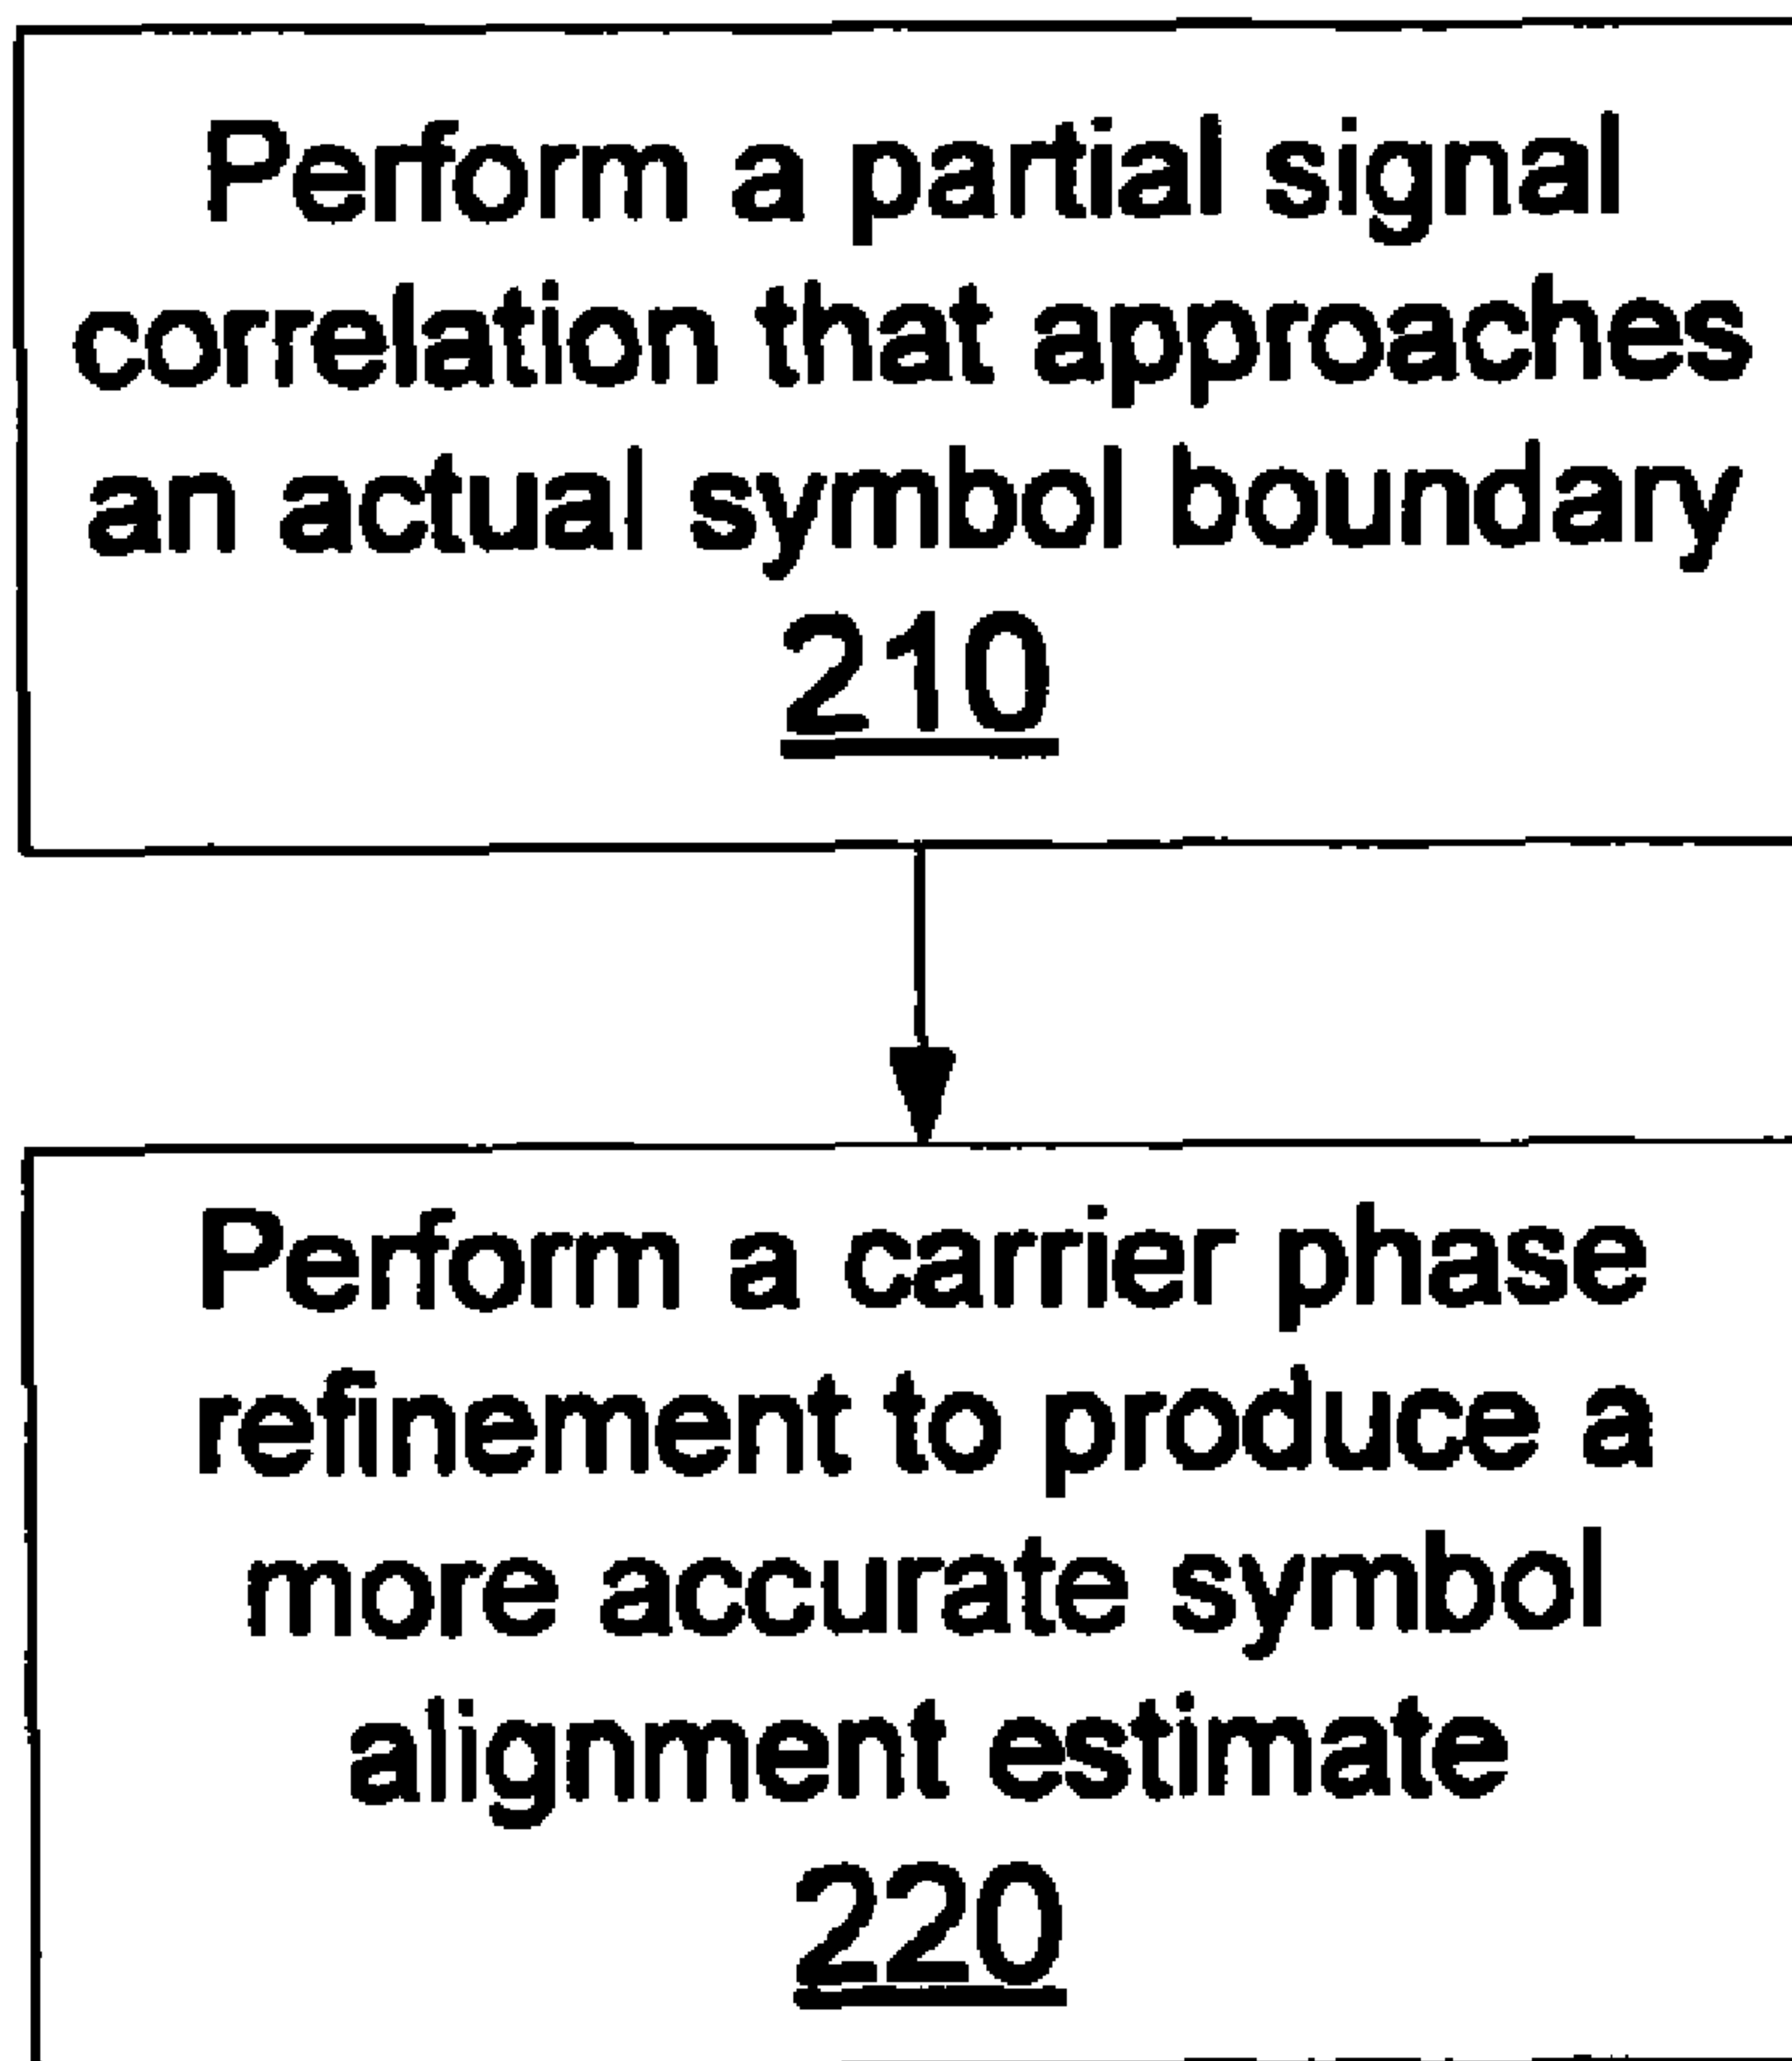 Perform a partial signal
correlation that approaches
an actual symbol boundary
210
Perform a carrier phase
refinement to produce a
more accurate symbol
alignment estimate
220